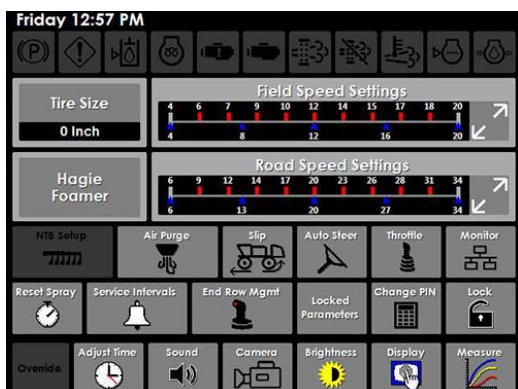 Friday 12:57 PM
Tire Size
0 Inch
Field Speed Settings
4 6 7 9 10 12 14 15 17 18 20
4 8 12 16 20
Hagie
Foamer
Road Speed Settings
6 9 12 14 17 20 23 26 28 31 34
6 13 20 27 34
NTB Setup
Air Purge
Slip
Auto Steer
Throttle
Monitor
Reset Spray
Service Intervals
End Row Mgmt
Locked
Parameters
Change PIN
Lock
Override
Adjust Time
Sound
Camera
Brightness
Display
Measure